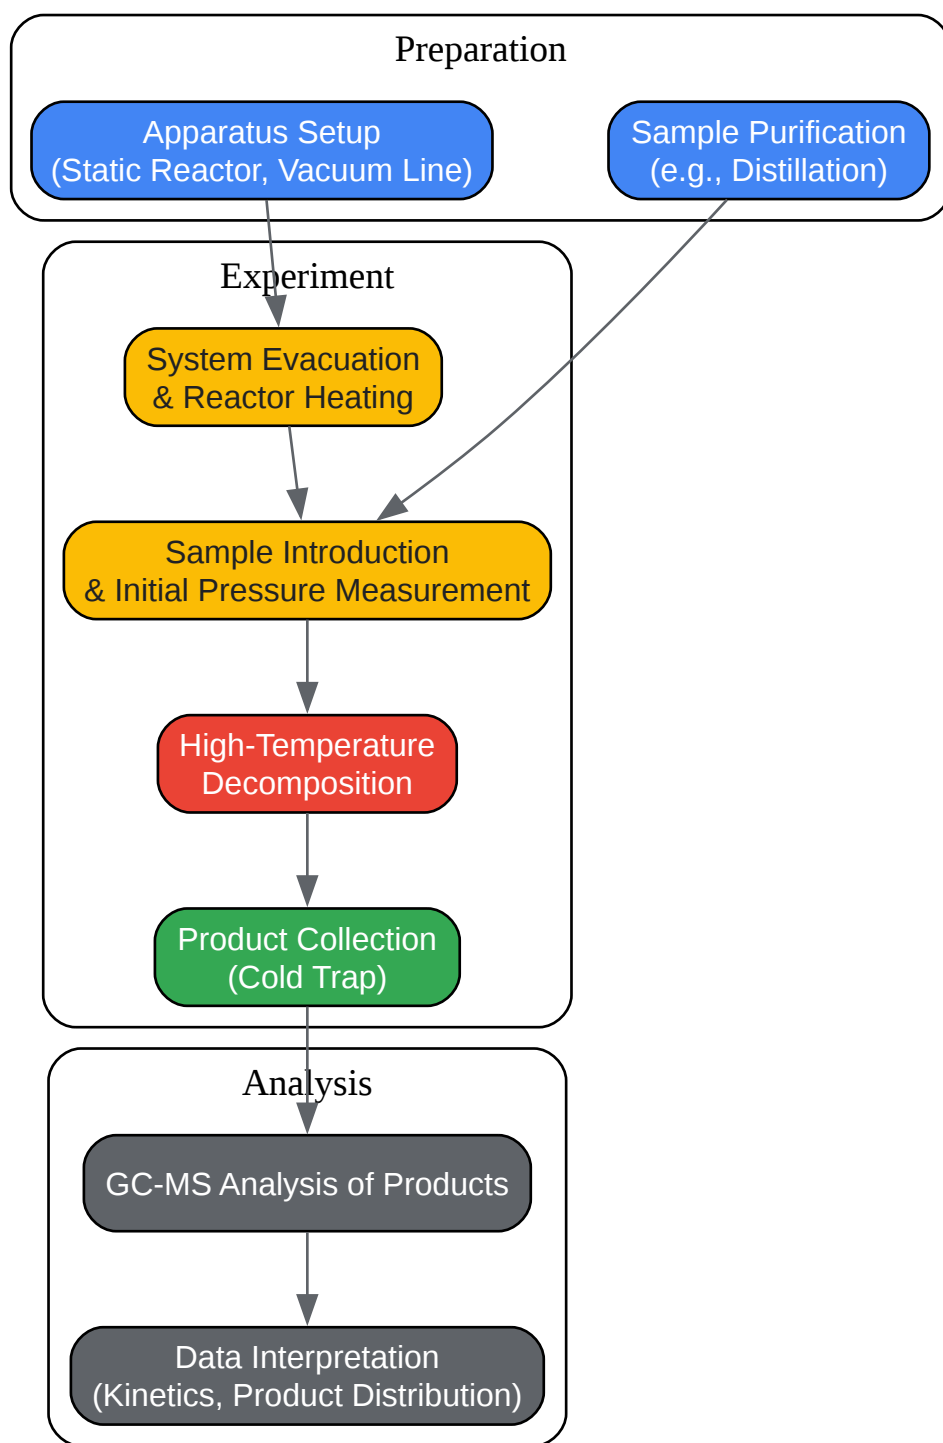 Preparation
Apparatus Setup
(Static Reactor, Vacuum Line)
Sample Purification
(e.g., Distillation)
Experiment
System Evacuation
& Reactor Heating
Sample Introduction
& Initial Pressure Measurement
High-Temperature
Decomposition
Product Collection
(Cold Trap)
Analysis
GC-MS Analysis of Products
Data Interpretation
(Kinetics, Product Distribution)